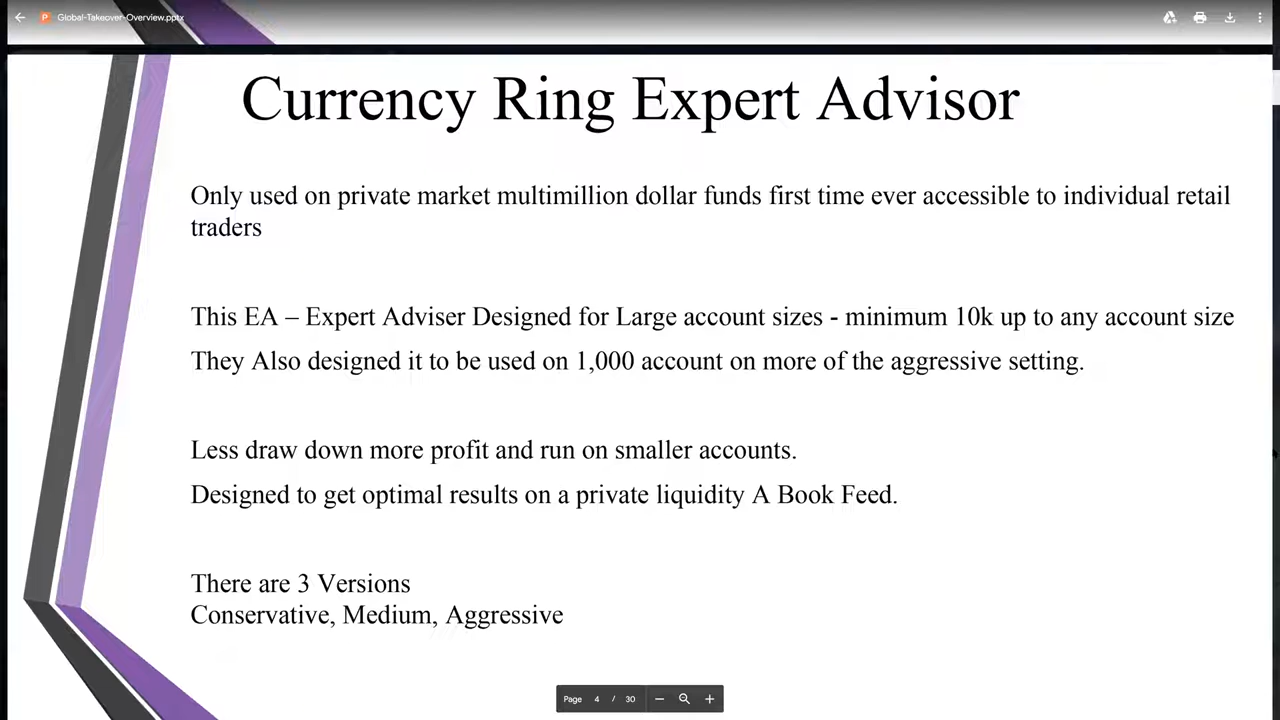 Global-Takeover-Overview.pptx
Currency Ring Expert Advisor
Only used on private market multimillion dollar funds first time ever accessible to individual retail
traders
This EA – Expert Adviser Designed for Large account sizes - minimum 10k up to any account size
They Also designed it to be used on 1,000 account on more of the aggressive setting.
Less draw down more profit and run on smaller accounts.
Designed to get optimal results on a private liquidity A Book Feed.
There are 3 Versions
Conservative, Medium, Aggressive
Page 4 / 30